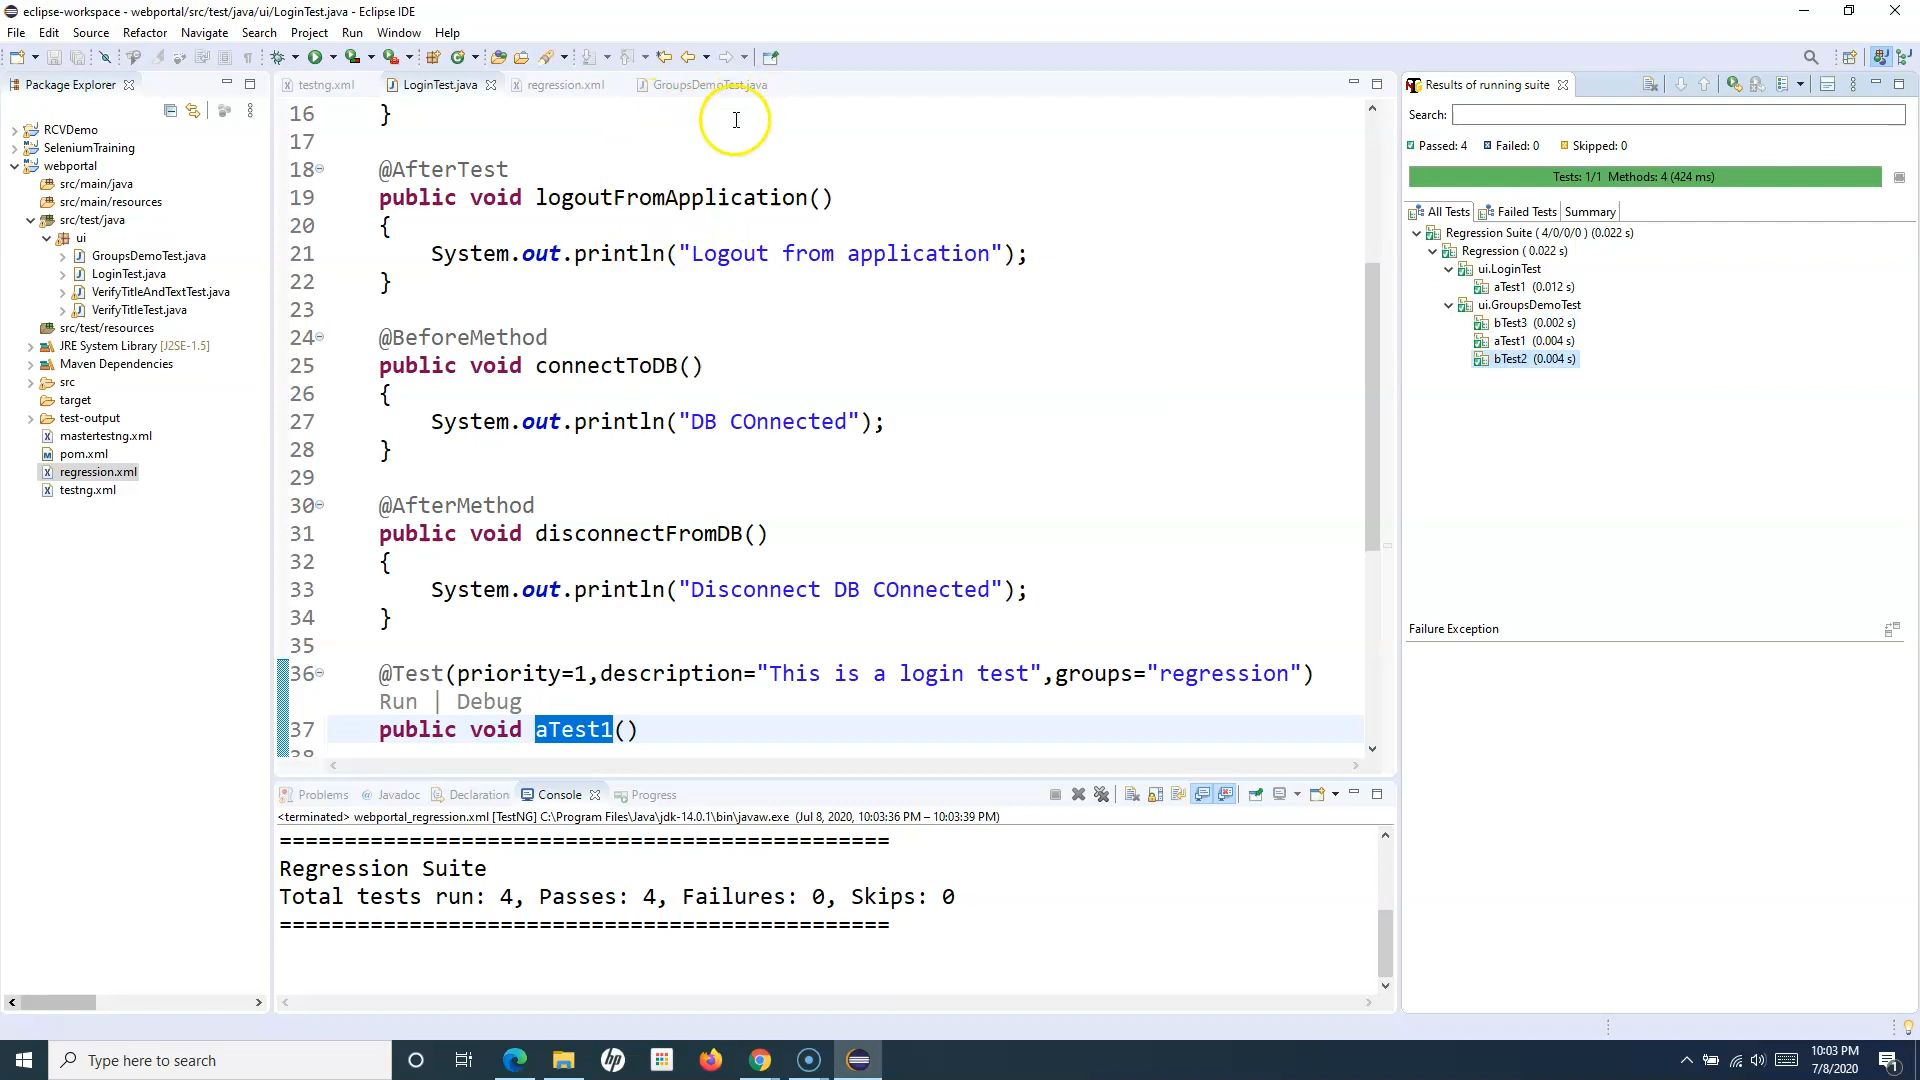 eclipse-workspace - webportal/src/test/java/ui/LoginTest.java - Eclipse IDE
File Edit Source Refactor Navigate Search Project Run Window Help
Package Explorer
testng.xml
LoginTest.java
regression.xml
GroupsDemoTest.java
RCVDemo
SeleniumTraining
webportal
src/main/java
src/main/resources
src/test/java
ui
GroupsDemoTest.java
LoginTest.java
VerifyTitleAndTextTest.java
VerifyTitleTest.java
src/test/resources
JRE System Library [J2SE-1.5]
Maven Dependencies
src
target
test-output
mastertestng.xml
pom.xml
regression.xml
testng.xml
16 }
17
18 @AfterTest
19 public void logoutFromApplication()
20 {
21 System.out.println("Logout from application");
22 }
23
24 @BeforeMethod
25 public void connectToDB()
26 {
27 System.out.println("DB COnnected");
28 }
29
30 @AfterMethod
31 public void disconnectFromDB()
32 {
33 System.out.println("Disconnect DB COnnected");
34 }
35
36 @Test(priority=1,description="This is a login test",groups="regression")
Run | Debug
37 public void aTest1()
38
Problems @ Javadoc Declaration Console Progress
<terminated> webportal_regression.xml [TestNG] C:\Program Files\Java\jdk-14.0.1\bin\javaw.exe (Jul 8, 2020, 10:03:36 PM – 10:03:39 PM)
===============================================
Regression Suite
Total tests run: 4, Passes: 4, Failures: 0, Skips: 0
===============================================
Results of running suite
Search:
Passed: 4 Failed: 0 Skipped: 0
Tests: 1/1 Methods: 4 (424 ms)
All Tests Failed Tests Summary
Regression Suite ( 4/0/0/0 ) (0.022 s)
Regression ( 0.022 s)
ui.LoginTest
aTest1 (0.012 s)
ui.GroupsDemoTest
bTest3 (0.002 s)
aTest1 (0.004 s)
bTest2 (0.004 s)
Failure Exception
Type here to search
hp
10:03 PM
7/8/2020
1